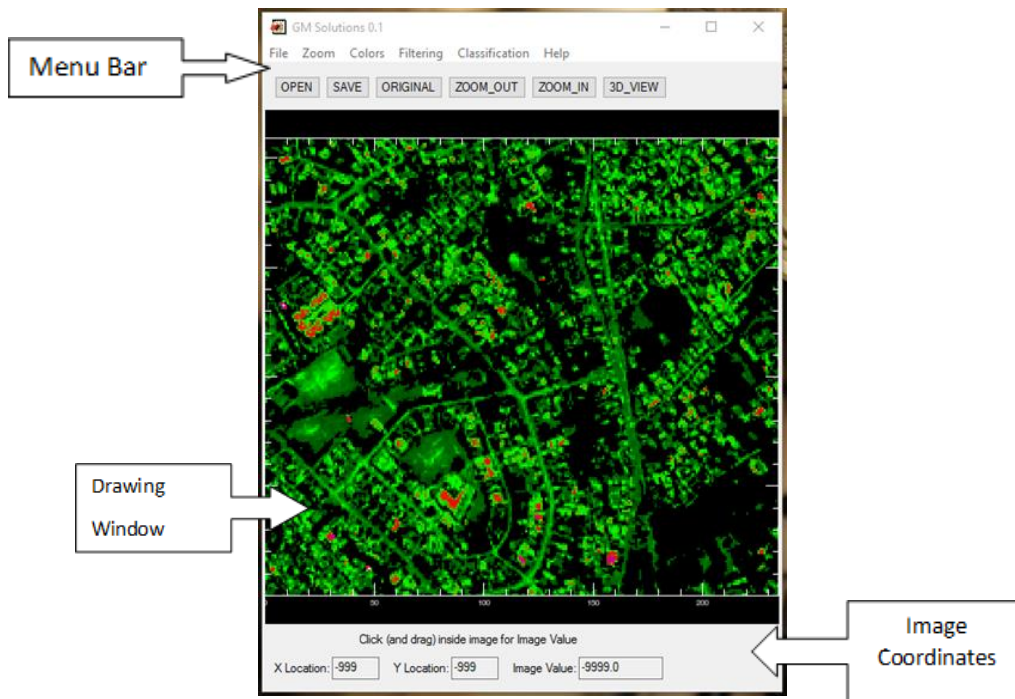 GM Solutions 0.1
File Zoom Colors Filtering Classification Help
Menu Bar
OPEN SAVE ORIGINAL ZOOM_OUT ZOOM_IN 3D_VIEW
Drawing
Window
0 50 100 150 200
Click (and drag) inside image for Image Value
X Location: -999 Y Location: -999 Image Value: -9999.0
Image
Coordinates